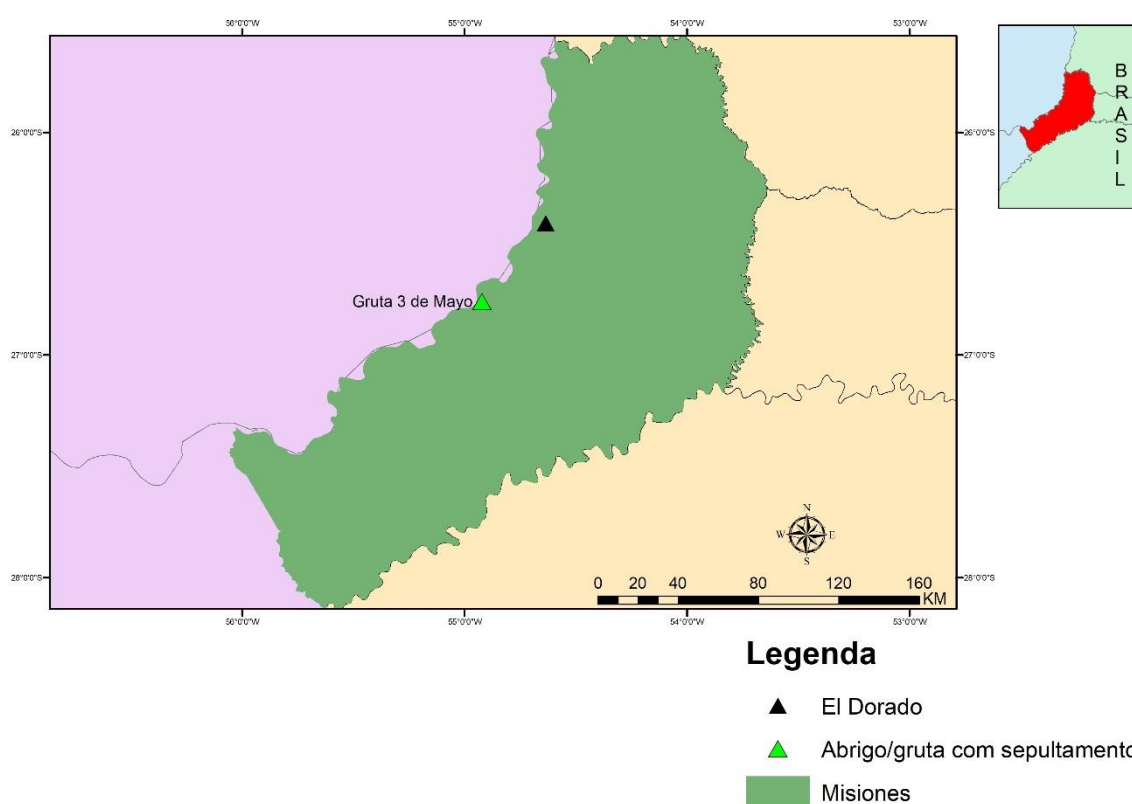 56°0'0"W 55°0'0"W 54°0'0"W 53°0'0"W
26°0'0"S 26°0'0"S
27°0'0"S 27°0'0"S
28°0'0"S 28°0'0"S
56°0'0"W 55°0'0"W 54°0'0"W 53°0'0"W
BRASIL
Gruta 3 de Mayo
N
W E
S
0 20 40 80 120 160
KM
Legenda
El Dorado
Abrigo/gruta com sepultamento
Misiones